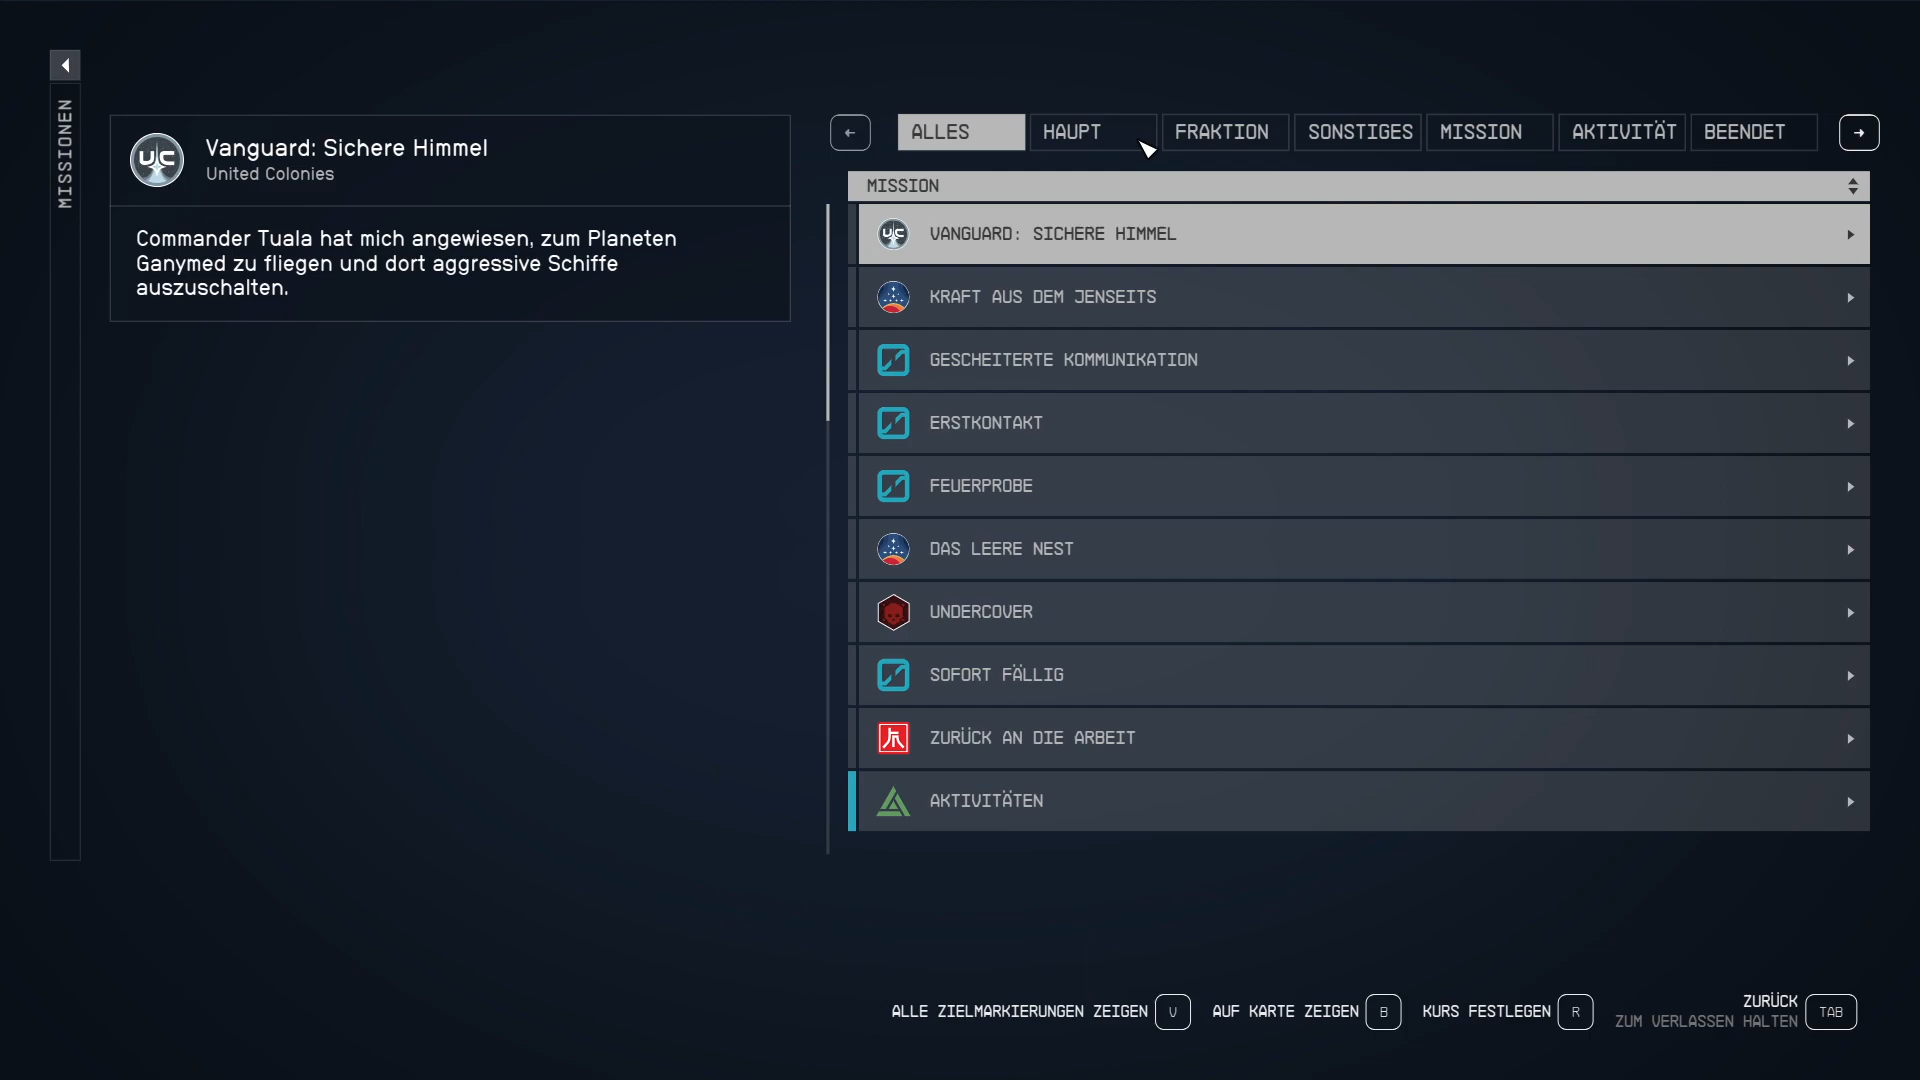 MISSIONEN
UC
Vanguard: Sichere Himmel
United Colonies
Commander Tuala hat mich angewiesen, zum Planeten
Ganymed zu fliegen und dort aggressive Schiffe
auszuschalten.
ALLES HAUPT FRAKTION SONSTIGES MISSION AKTIVITÄT BEENDET
MISSION
UC VANGUARD: SICHERE HIMMEL
KRAFT AUS DEM JENSEITS
GESCHEITERTE KOMMUNIKATION
ERSTKONTAKT
FEUERPROBE
DAS LEERE NEST
UNDERCOVER
SOFORT FÄLLIG
ZURÜCK AN DIE ARBEIT
AKTIVITÄTEN
ALLE ZIELMARKIERUNGEN ZEIGEN V AUF KARTE ZEIGEN B KURS FESTLEGEN R ZURÜCK
ZUM VERLASSEN HALTEN TAB